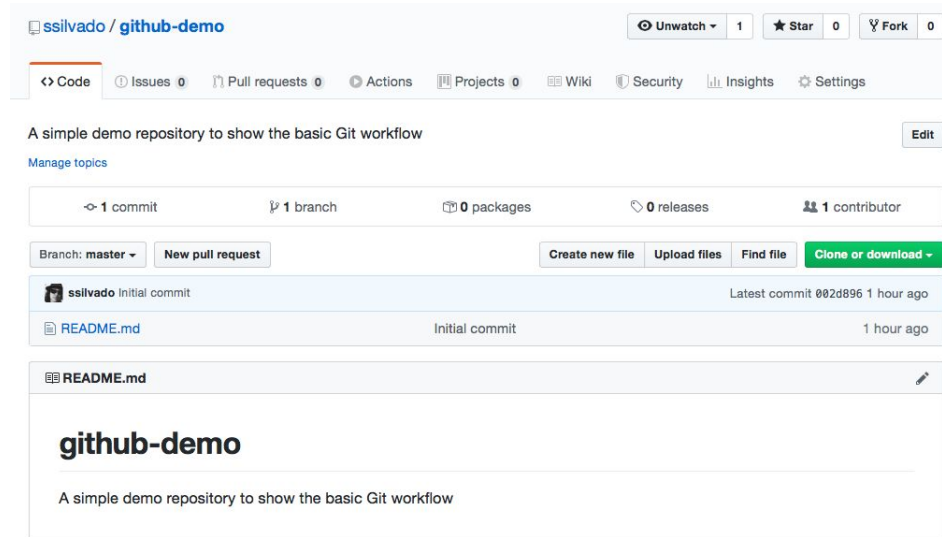 ssilvado / github-demo
Unwatch 1 Star 0 Fork 0
Code Issues 0 Pull requests 0 Actions Projects 0 Wiki Security Insights Settings
A simple demo repository to show the basic Git workflow Edit
Manage topics
1 commit 1 branch 0 packages 0 releases 1 contributor
Branch: master New pull request Create new file Upload files Find file Clone or download
ssilvado Initial commit Latest commit 002d896 1 hour ago
README.md Initial commit 1 hour ago
README.md
github-demo
A simple demo repository to show the basic Git workflow